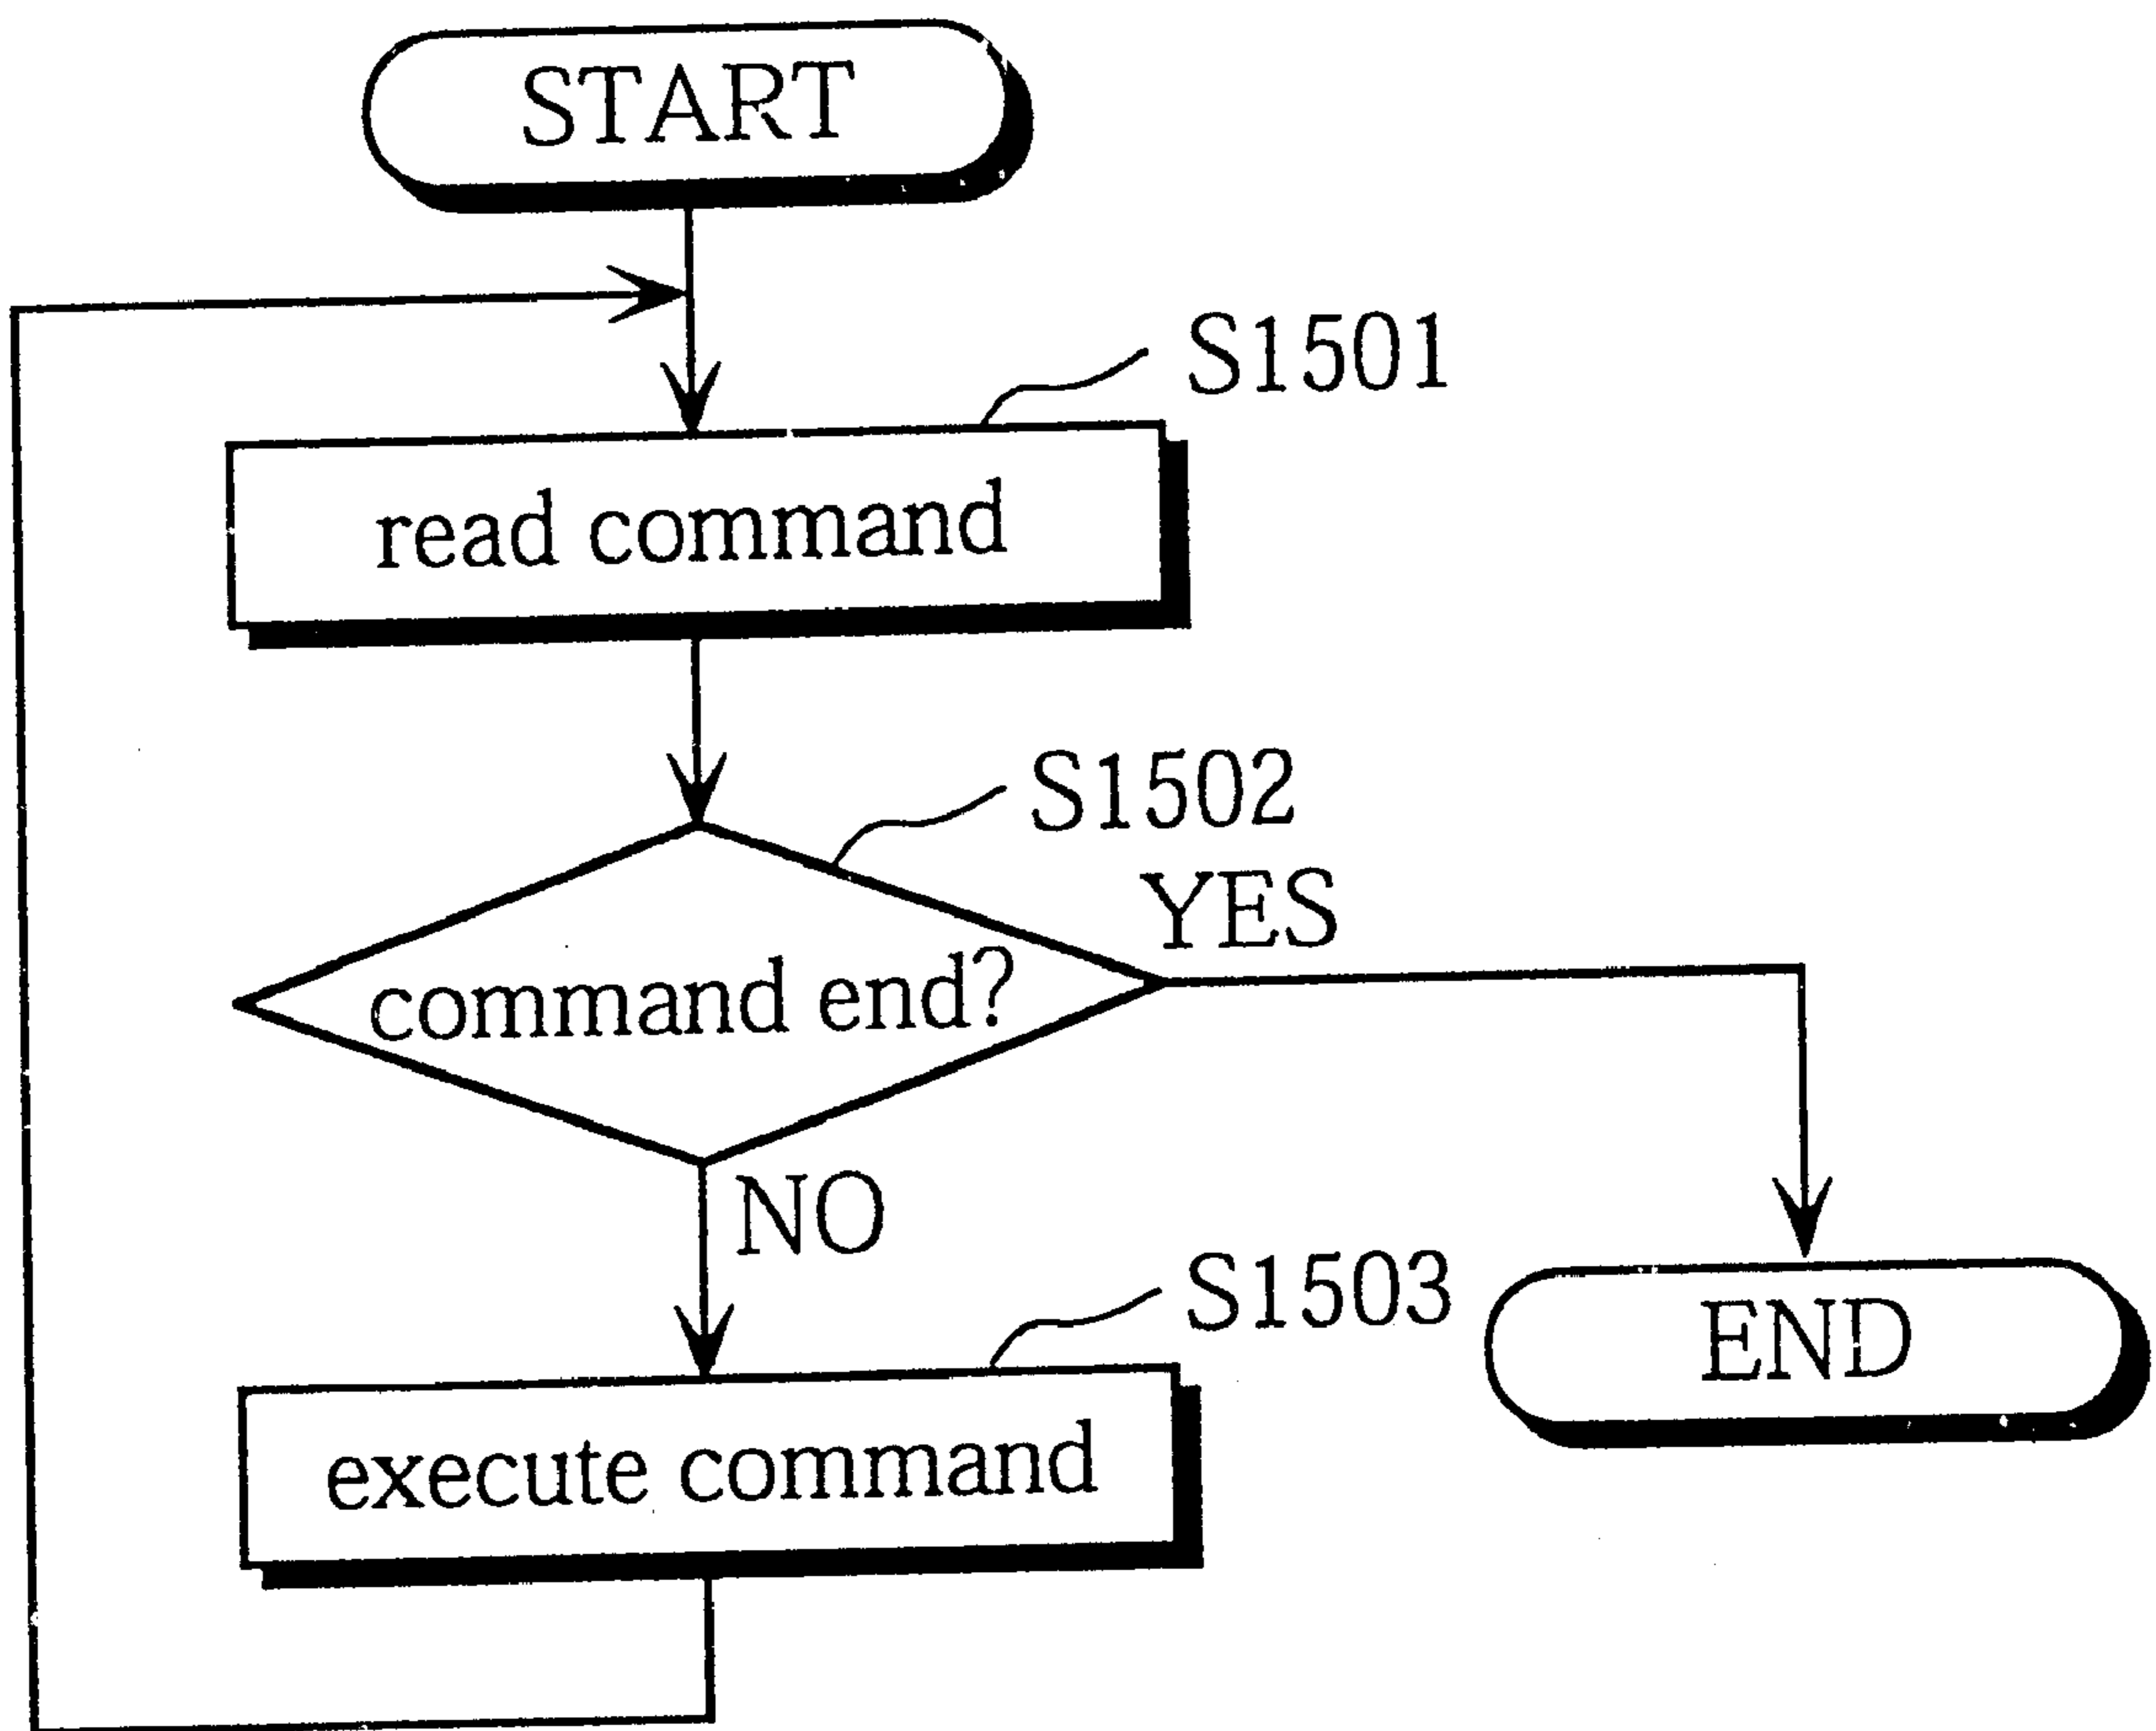 START
S1501
read command
S1502
YES
command end?
NO
S1503
END
execute command